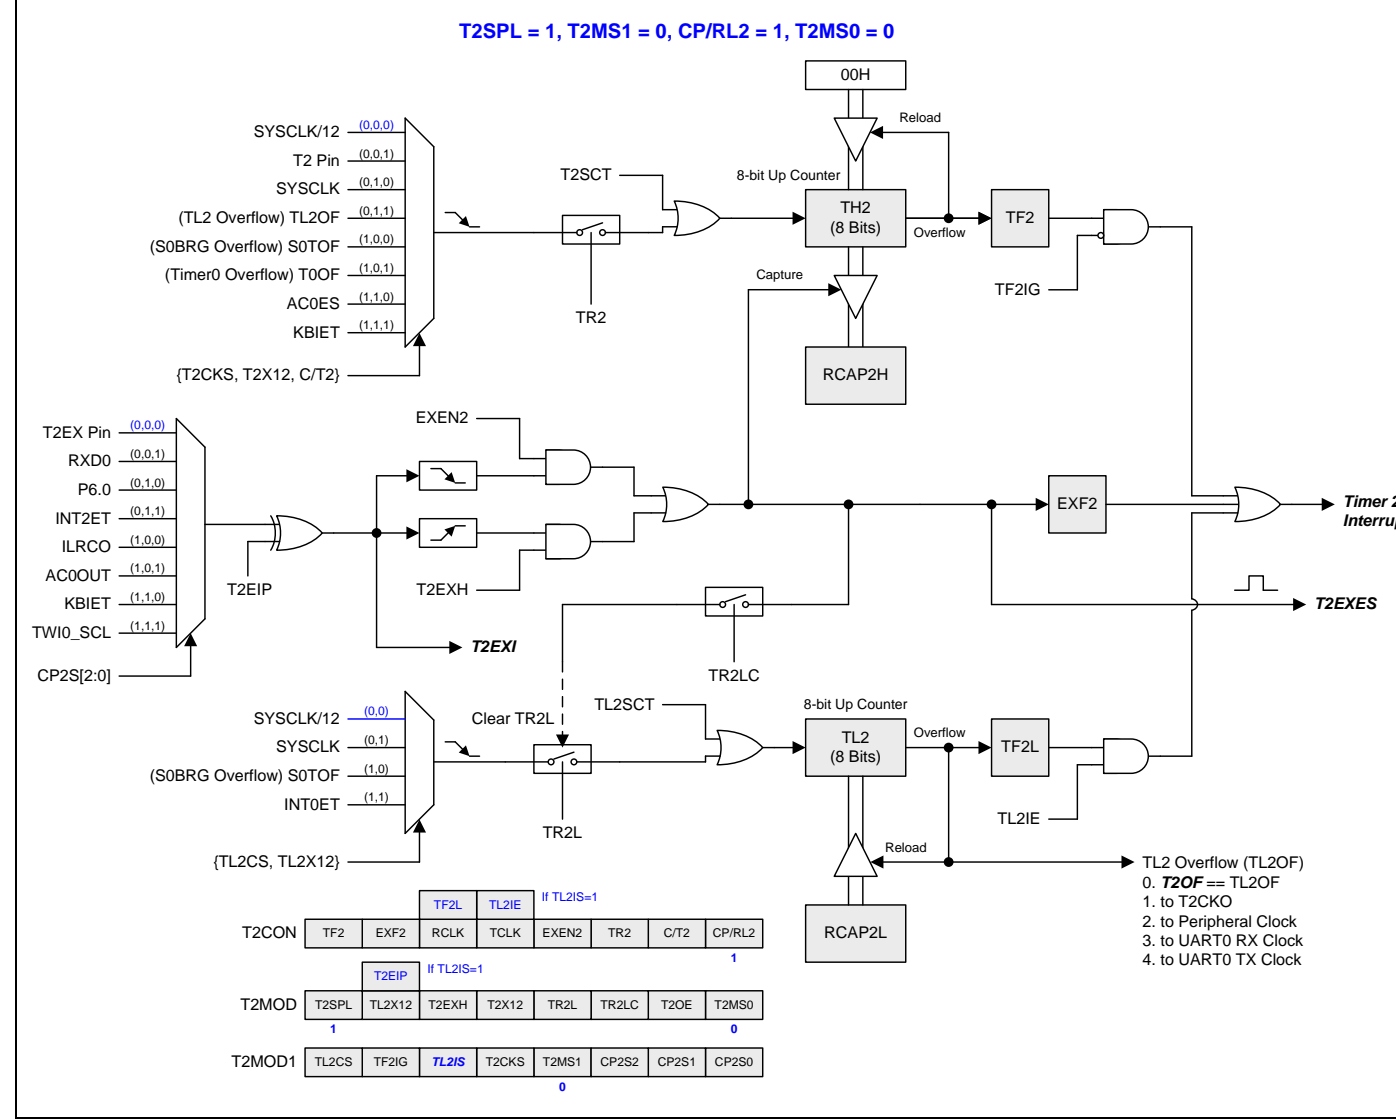 T2SPL = 1, T2MS1 = 0, CP/RL2 = 1, T2MS0 = 0
00H
Reload
SYSCLK/12 (0,0,0)
T2 Pin (0,0,1)
SYSCLK (0,1,0)
(TL2 Overflow) TL2OF (0,1,1)
(S0BRG Overflow) S0TOF (1,0,0)
(Timer0 Overflow) T0OF (1,0,1)
AC0ES (1,1,0)
KBIET (1,1,1)
{T2CKS, T2X12, C/T2}
TR2
T2SCT
8-bit Up Counter
TH2
(8 Bits)
Overflow
TF2
TF2IG
Capture
RCAP2H
T2EX Pin (0,0,0)
RXD0 (0,0,1)
P6.0 (0,1,0)
INT2ET (0,1,1)
ILRCO (1,0,0)
AC0OUT (1,0,1)
KBIET (1,1,0)
TWI0_SCL (1,1,1)
CP2S[2:0]
T2EIP
EXEN2
T2EXH
T2EXI
EXF2
Timer 2
Interru
T2EXES
TR2LC
SYSCLK/12 (0,0)
SYSCLK (0,1)
(S0BRG Overflow) S0TOF (1,0)
INT0ET (1,1)
{TL2CS, TL2X12}
Clear TR2L
TR2L
TL2SCT
8-bit Up Counter
TL2
(8 Bits)
Overflow
TF2L
TL2IE
Reload
RCAP2L
TL2 Overflow (TL2OF)
0. T2OF == TL2OF
1. to T2CKO
2. to Peripheral Clock
3. to UART0 RX Clock
4. to UART0 TX Clock
TF2L TL2IE If TL2IS=1
T2CON TF2 EXF2 RCLK TCLK EXEN2 TR2 C/T2 CP/RL2
1
T2EIP If TL2IS=1
T2MOD T2SPL TL2X12 T2EXH T2X12 TR2L TR2LC T2OE T2MS0
1 0
T2MOD1 TL2CS TF2IG TL2IS T2CKS T2MS1 CP2S2 CP2S1 CP2S0
0